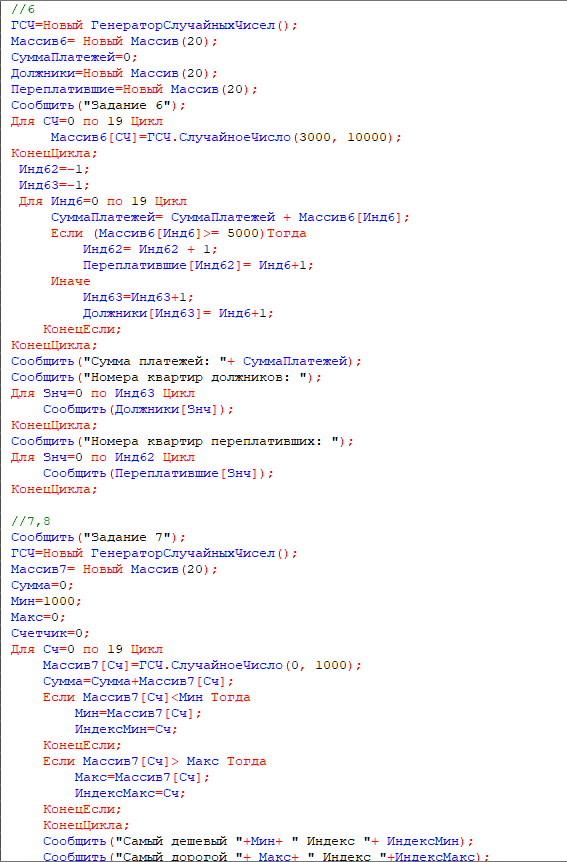 //6
ГСЧ=Новый ГенераторСлучайныхЧисел();
Массив6= Новый Массив(20);
СуммаПлатежей=0;
Должники=Новый Массив(20);
Переплатившие=Новый Массив(20);
Сообщить("Задание 6");
Для СЧ=0 по 19 Цикл
Массив6[СЧ]=ГСЧ.СлучайноеЧисло(3000, 10000);
КонецЦикла;
Инд62=-1;
Инд63=-1;
Для Инд6=0 по 19 Цикл
СуммаПлатежей= СуммаПлатежей + Массив6[Инд6];
Если (Массив6[Инд6]>= 5000)Тогда
Инд62= Инд62 + 1;
Переплатившие[Инд62]= Инд6+1;
Иначе
Инд63=Инд63+1;
Должники[Инд63]= Инд6+1;
КонецЕсли;
КонецЦикла;
Сообщить("Сумма платежей: "+ СуммаПлатежей);
Сообщить("Номера квартир должников: ");
Для Знч=0 по Инд63 Цикл
Сообщить(Должники[Знч]);
КонецЦикла;
Сообщить("Номера квартир переплативших: ");
Для Знч=0 по Инд62 Цикл
Сообщить(Переплатившие[Знч]);
КонецЦикла;
//7,8
Сообщить("Задание 7");
ГСЧ=Новый ГенераторСлучайныхЧисел();
Массив7= Новый Массив(20);
Сумма=0;
Мин=1000;
Макс=0;
Счетчик=0;
Для Сч=0 по 19 Цикл
Массив7[Сч]=ГСЧ.СлучайноеЧисло(0, 1000);
Сумма=Сумма+Массив7[Сч];
Если Массив7[Сч]<Мин Тогда
Мин=Массив7[Сч];
ИндексМин=Сч;
КонецЕсли;
Если Массив7[Сч]> Макс Тогда
Макс=Массив7[Сч];
ИндексМакс=Сч;
КонецЕсли;
КонецЦикла;
Сообщить("Самый дешевый "+Мин+ " Индекс "+ ИндексМин);
Сообщить("Самый дорогой "+ Макс+ " Индекс "+ИндексМакс);